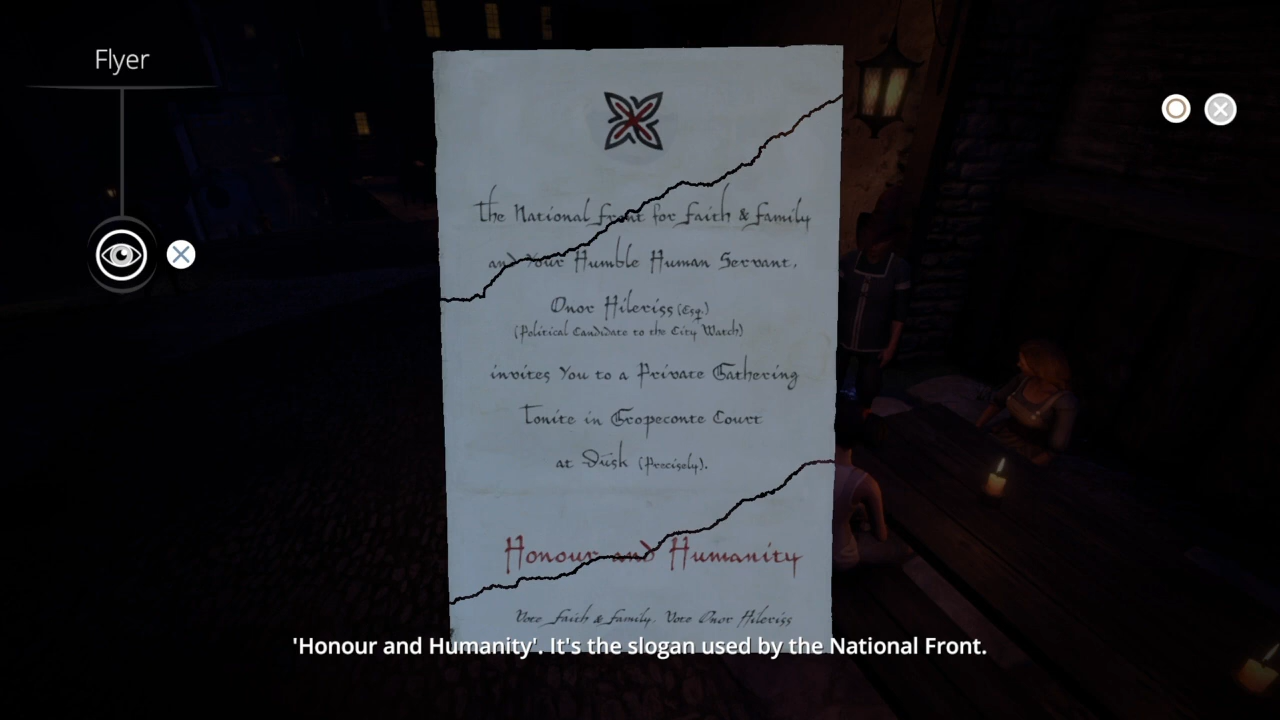 Flyer
The National Front for Faith & Family
and Your Humble Human Servant,
Onor Hileriss (Esq.)
(Political Candidate to the City Watch)
invites You to a Private Gathering
Tonite in Gropeconte Court
at Dusk (Precisely).
Honour and Humanity
Vote Faith & Family. Vote Onor Hileriss
'Honour and Humanity'. It's the slogan used by the National Front.